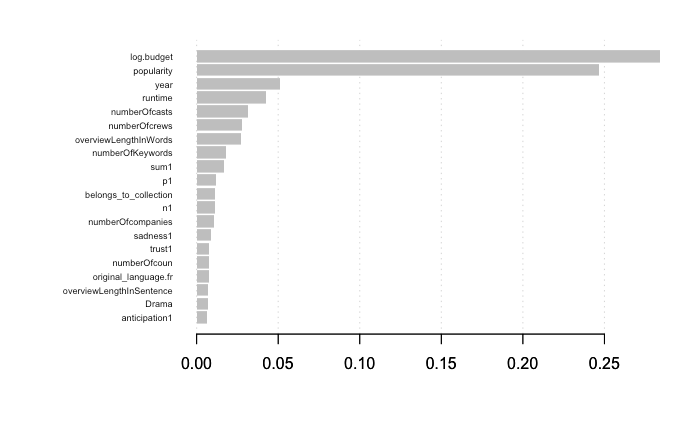 log.budget
popularity
year
runtime
numberOfcasts
numberOfcrews
overviewLengthInWords
numberOfKeywords
sum1
p1
belongs_to_collection
n1
numberOfcompanies
sadness1
trust1
numberOfcoun
original_language.fr
overviewLengthInSentence
Drama
anticipation1
0.00 0.05 0.10 0.15 0.20 0.25